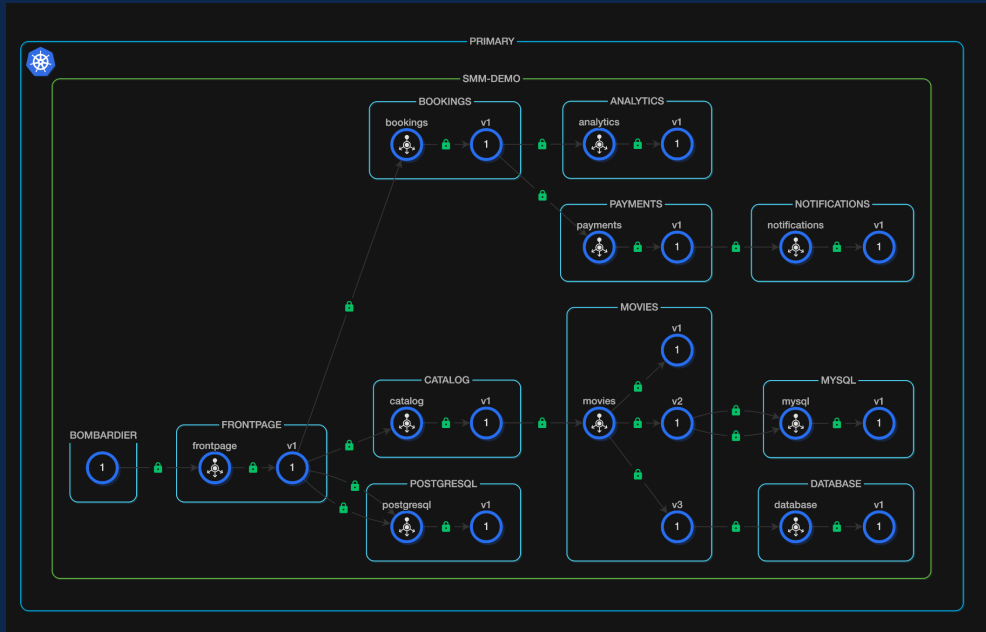 PRIMARY
SMM-DEMO
BOOKINGS
bookings
v1
1
ANALYTICS
analytics
v1
1
PAYMENTS
payments
v1
1
NOTIFICATIONS
notifications
v1
1
MOVIES
movies
v1
1
v2
1
v3
1
CATALOG
catalog
v1
1
MYSQL
mysql
v1
1
BOMBARDIER
1
FRONTPAGE
frontpage
v1
1
POSTGRESQL
postgresql
v1
1
DATABASE
database
v1
1